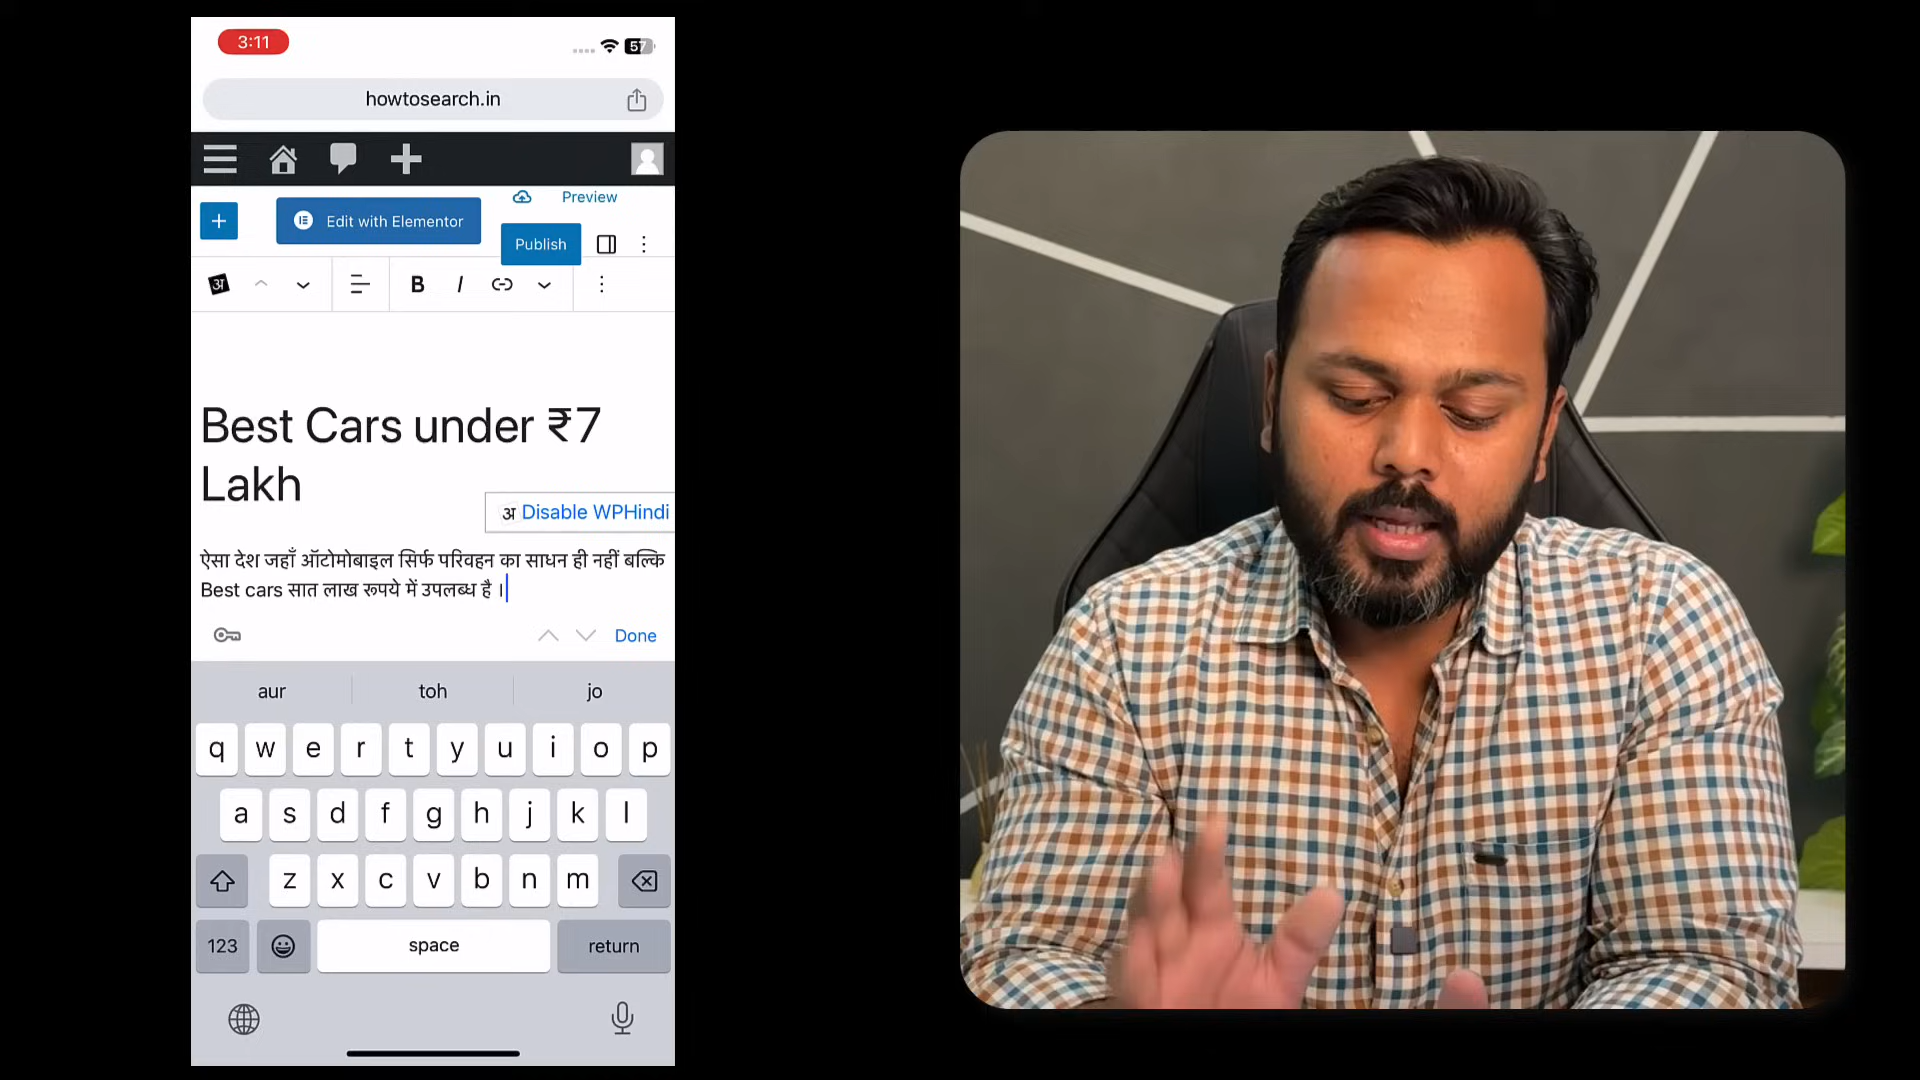 3:11
57
howtosearch.in
Edit with Elementor
Preview
Publish
अ
B
I
Best Cars under ₹7
Lakh
अ Disable WPHindi
ऐसा देश जहाँ ऑटोमोबाइल सिर्फ परिवहन का साधन ही नहीं बल्कि
Best cars सात लाख रूपये में उपलब्ध है ।
Done
aur toh jo
q w e r t y u i o p
a s d f g h j k l
z x c v b n m
123 space return